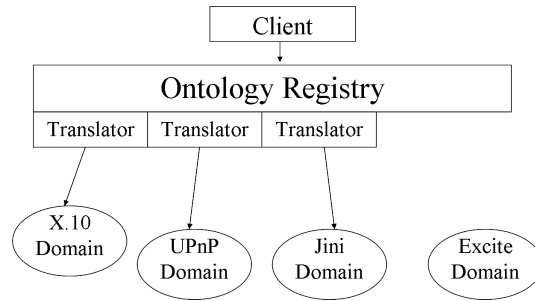 Client
Ontology Registry
Translator Translator Translator
X.10
Domain
UPnP
Domain
Jini
Domain
Excite
Domain